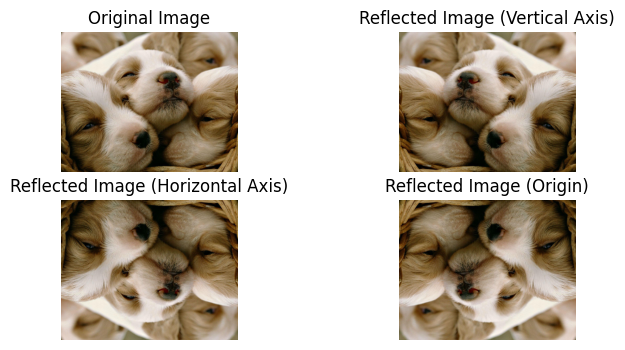 Original Image
Reflected Image (Vertical Axis)
Reflected Image (Horizontal Axis)
Reflected Image (Origin)